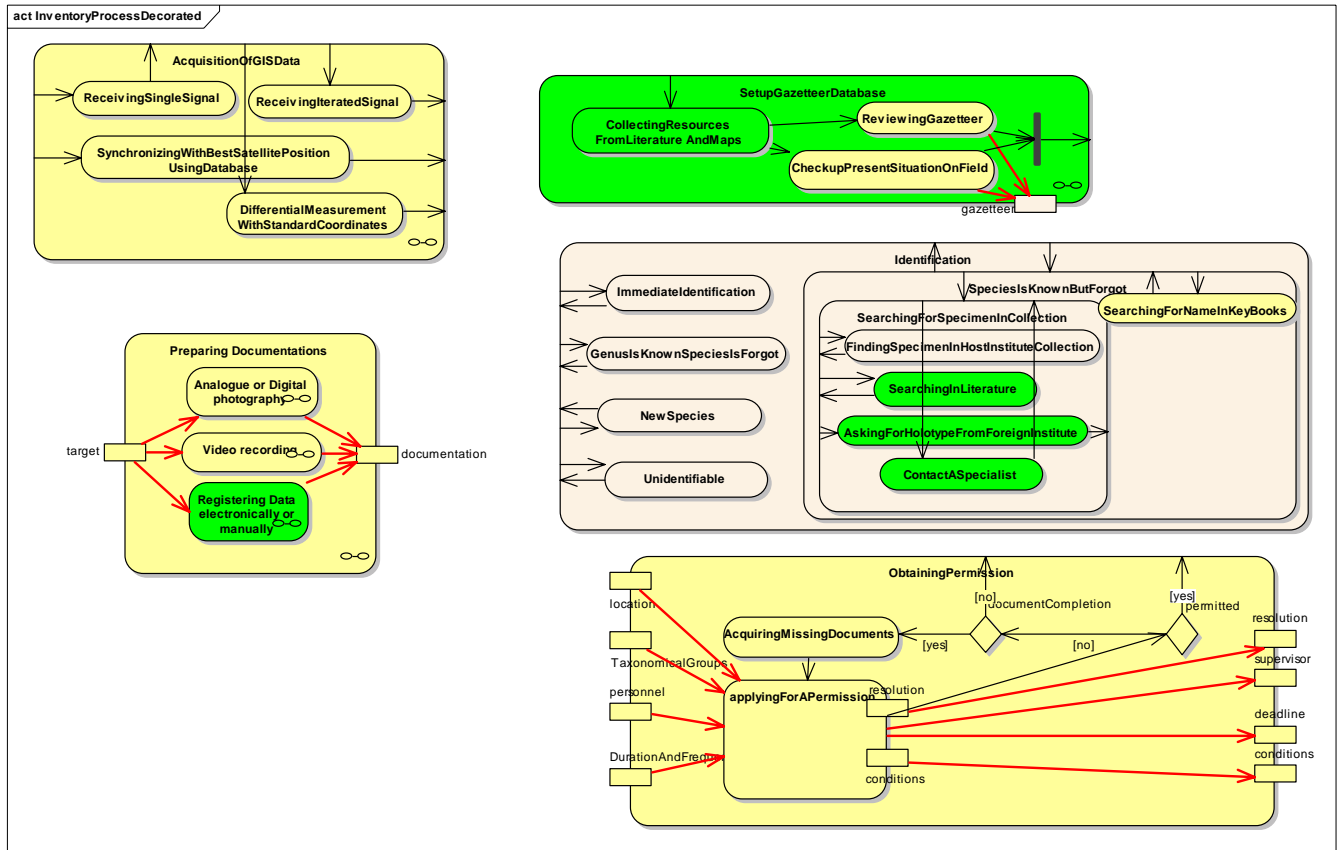 act InventoryProcessDecorated
AcquisitionOfGISData
ReceivingSingleSignal
ReceivingIteratedSignal
SynchronizingWithBestSatellitePosition
UsingDatabase
DifferentialMeasurement
WithStandardCoordinates
SetupGazetteerDatabase
CollectingResources
FromLiterature AndMaps
ReviewingGazetteer
CheckupPresentSituationOnField
gazetteer
Identification
ImmediateIdentification
GenusIsKnownSpeciesIsForgot
NewSpecies
Unidentifiable
SpeciesIsKnownButForgot
SearchingForNameInKeyBooks
SearchingForSpecimenInCollection
FindingSpecimenInHostInstituteCollection
SearchingInLiterature
AskingForHolotypeFromForeignInstitute
ContactASpecialist
Preparing Documentations
Analogue or Digital
photography
target
Video recording
documentation
Registering Data
electronically or
manually
ObtainingPermission
location
TaxonomicalGroups
personnel
DurationAndFreque
AcquiringMissingDocuments
[yes]
[no]
documentCompletion
[no]
[yes]
permitted
applyingForAPermission
resolution
conditions
resolution
supervisor
deadline
conditions